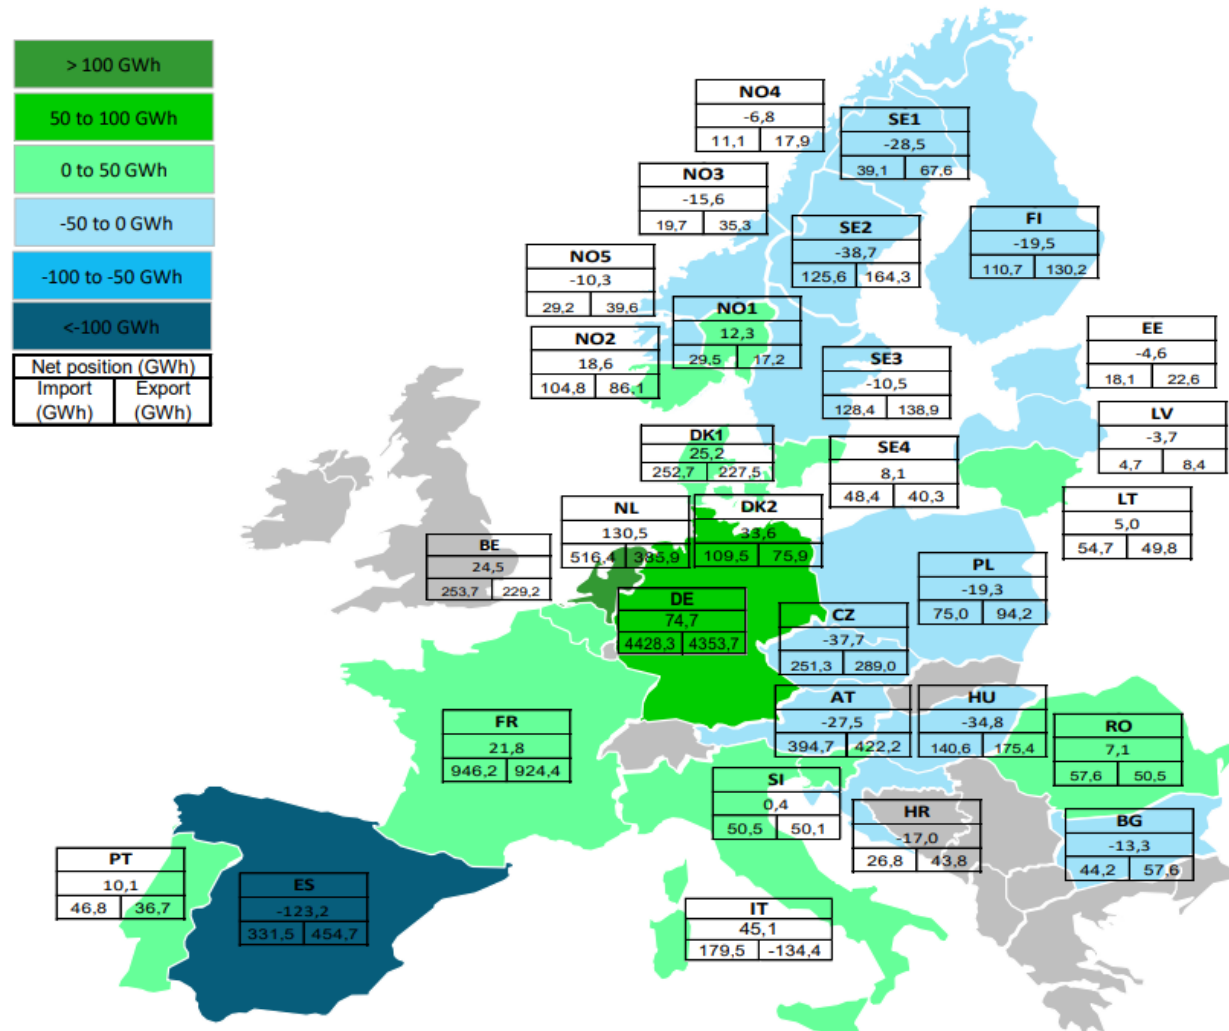 > 100 GWh
50 to 100 GWh
0 to 50 GWh
-50 to 0 GWh
-100 to -50 GWh
<-100 GWh
Net position (GWh)
Import (GWh) Export (GWh)
NO4
-6,8
11,1 17,9
SE1
-28,5
39,1 67,6
NO3
-15,6
19,7 35,3
SE2
-38,7
125,6 164,3
FI
-19,5
110,7 130,2
NO5
-10,3
29,2 39,6
NO1
12,3
29,5 17,2
NO2
18,6
104,8 86,1
SE3
-10,5
128,4 138,9
EE
-4,6
18,1 22,6
LV
-3,7
4,7 8,4
DK1
25,2
252,7 227,5
SE4
8,1
48,4 40,3
LT
5,0
54,7 49,8
NL
130,5
516,4 385,9
DK2
33,6
109,5 75,9
BE
24,5
253,7 229,2
PL
-19,3
75,0 94,2
DE
74,7
4428,3 4353,7
CZ
-37,7
251,3 289,0
AT
-27,5
394,7 422,2
HU
-34,8
140,6 175,4
FR
21,8
946,2 924,4
RO
7,1
57,6 50,5
SI
0,4
50,5 50,1
HR
-17,0
26,8 43,8
BG
-13,3
44,2 57,6
PT
10,1
46,8 36,7
ES
-123,2
331,5 454,7
IT
45,1
179,5 -134,4